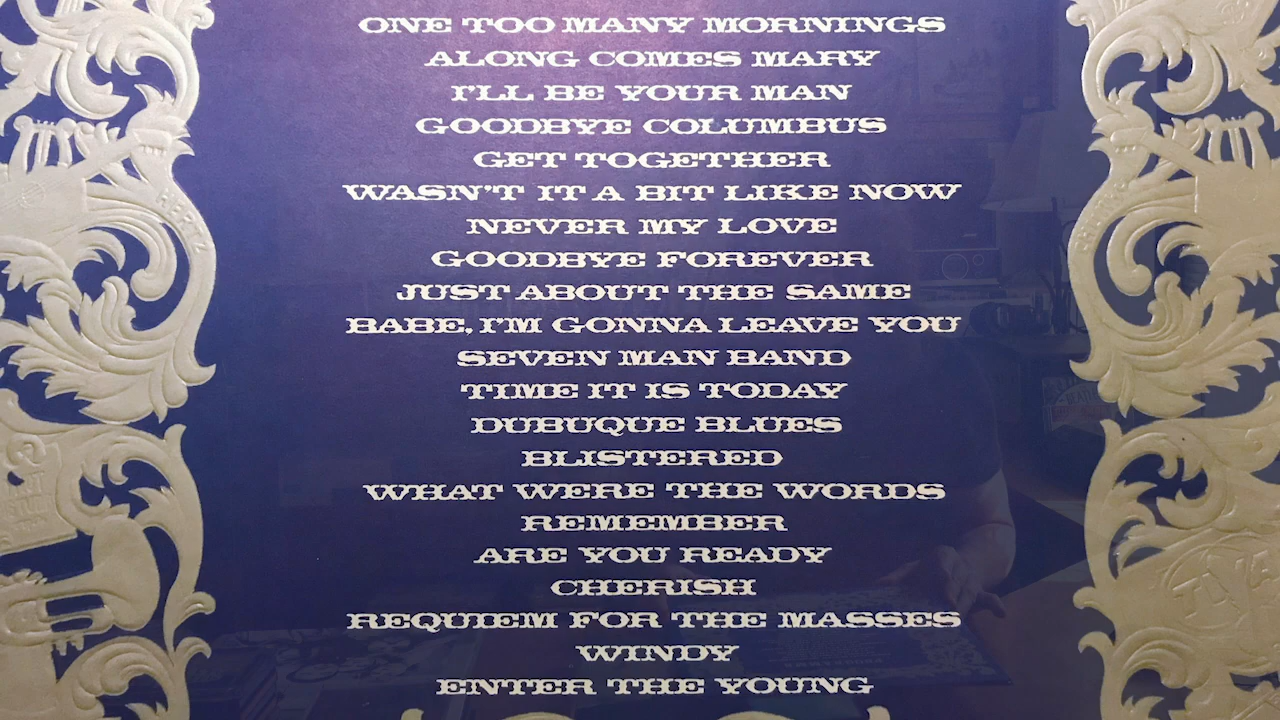 ONE TOO MANY MORNINGS
ALONG COMES MARY
I'LL BE YOUR MAN
GOODBYE COLUMBUS
GET TOGETHER
WASN'T IT A BIT LIKE NOW
NEVER MY LOVE
GOODBYE FOREVER
JUST ABOUT THE SAME
BABE, I'M GONNA LEAVE YOU
SEVEN MAN BAND
TIME IT IS TODAY
DUBUQUE BLUES
BLISTERED
WHAT WERE THE WORDS
REMEMBER
ARE YOU READY
CHERISH
REQUIEM FOR THE MASSES
WINDY
ENTER THE YOUNG